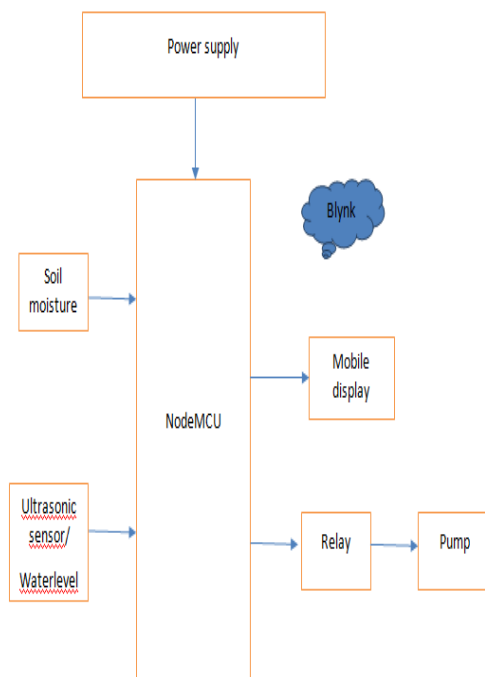 Power supply
Blynk
Soil
moisture
Mobile
display
NodeMCU
Ultrasonic
sensor/
Waterlevel
Relay
Pump